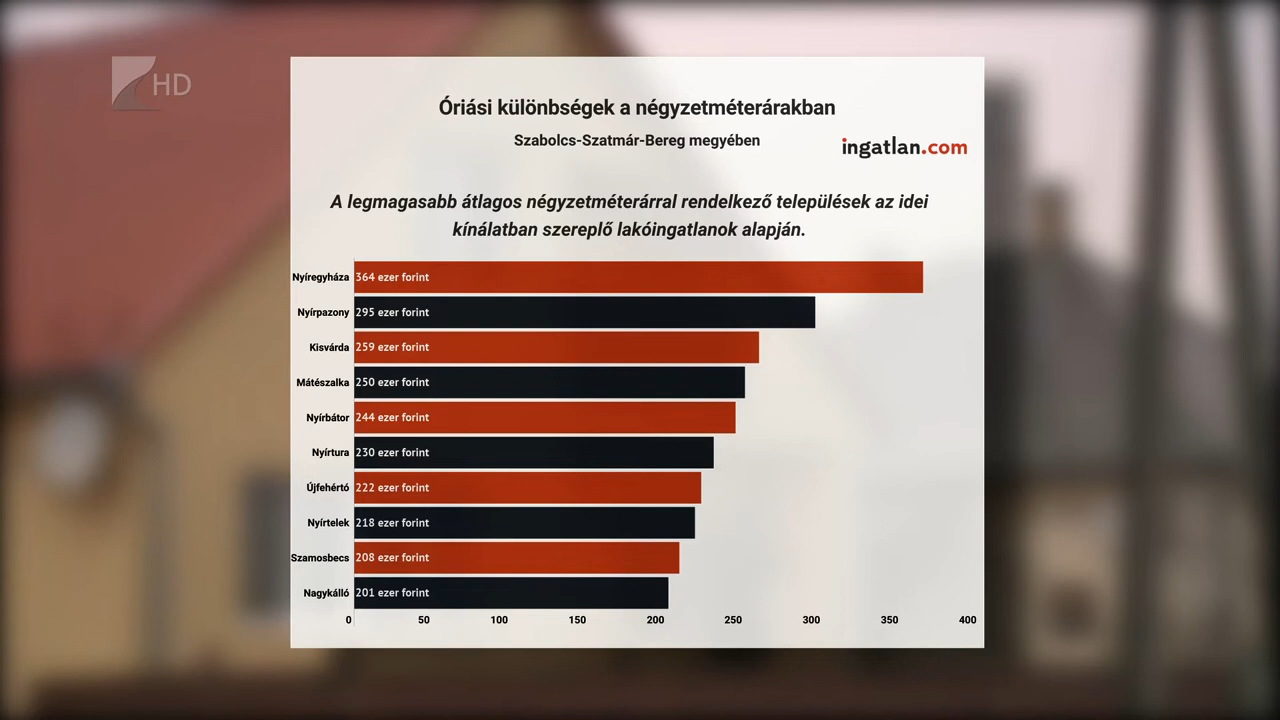 HD
Óriási különbségek a négyzetméterárakban
Szabolcs-Szatmár-Bereg megyében
ingatlan.com
A legmagasabb átlagos négyzetméterárral rendelkező települések az idei
kínálatban szereplő lakóingatlanok alapján.
Nyíregyháza 364 ezer forint
Nyírpazony 295 ezer forint
Kisvárda 259 ezer forint
Mátészalka 250 ezer forint
Nyírbátor 244 ezer forint
Nyírtura 230 ezer forint
Újfehértó 222 ezer forint
Nyírtelek 218 ezer forint
Szamosbecs 208 ezer forint
Nagykálló 201 ezer forint
0 50 100 150 200 250 300 350 400